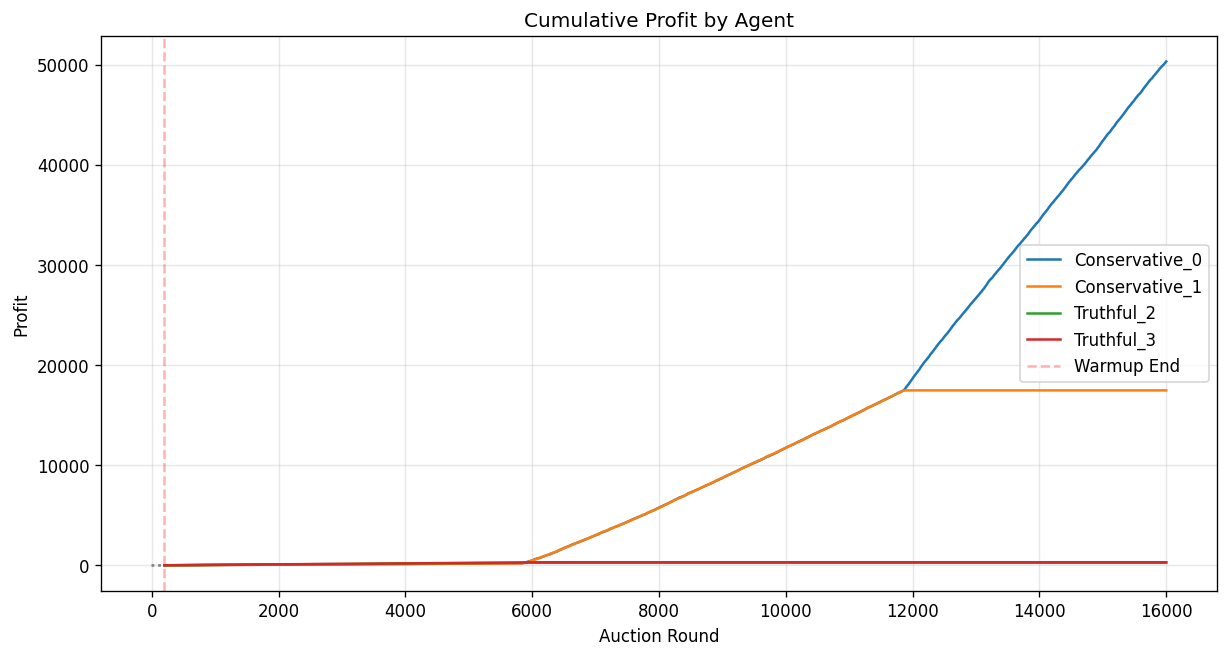 Cumulative Profit by Agent
Profit
50000
40000
30000
20000
10000
0
0 2000 4000 6000 8000 10000 12000 14000 16000
Auction Round
Conservative_0
Conservative_1
Truthful_2
Truthful_3
Warmup End